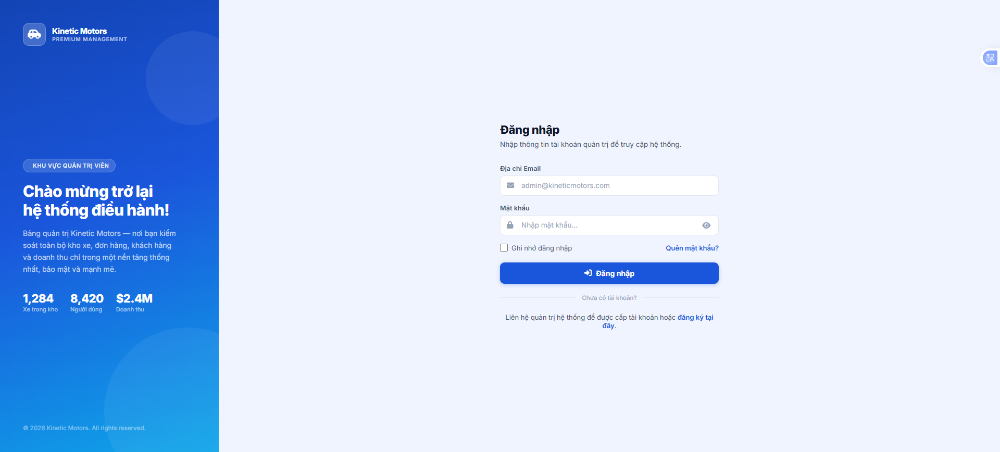 Kinetic Motors
PREMIUM MANAGEMENT
KHU VỰC QUẢN TRỊ VIÊN
Chào mừng trở lại
hệ thống điều hành!
Bảng quản trị Kinetic Motors — nơi bạn kiểm
soát toàn bộ kho xe, đơn hàng, khách hàng
và doanh thu chỉ trong một nền tảng thống
nhất, bảo mật và mạnh mẽ.
1,284 8,420 $2.4M
Xe trong kho Người dùng Doanh thu
© 2026 Kinetic Motors. All rights reserved.
Đăng nhập
Nhập thông tin tài khoản quản trị để truy cập hệ thống.
Địa chỉ Email
admin@kineticmotors.com
Mật khẩu
Nhập mật khẩu...
Ghi nhớ đăng nhập Quên mật khẩu?
Đăng nhập
Chưa có tài khoản?
Liên hệ quản trị hệ thống để được cấp tài khoản hoặc đăng ký tại
đây.